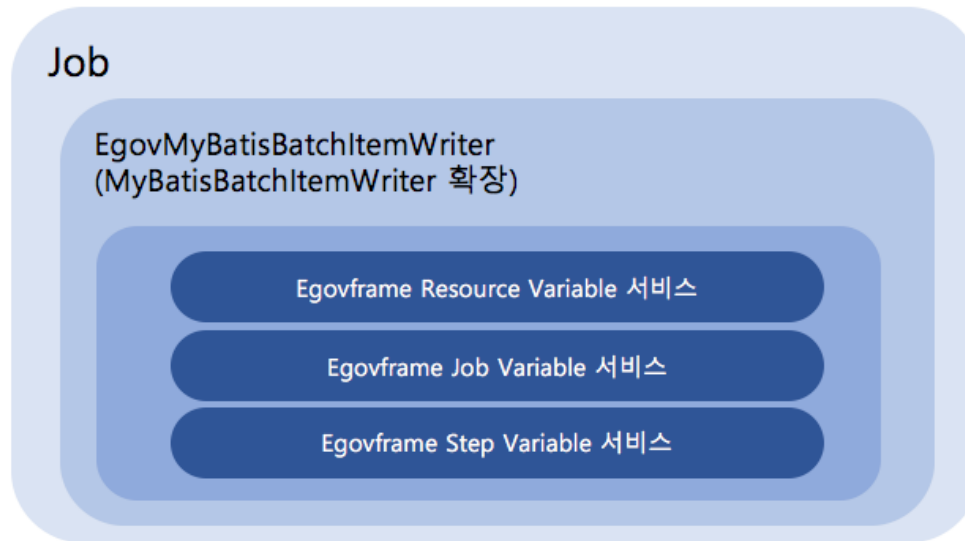 Job
EgovMyBatisBatchItemWriter
(MyBatisBatchItemWriter 확장)
Egovframe Resource Variable 서비스
Egovframe Job Variable 서비스
Egovframe Step Variable 서비스